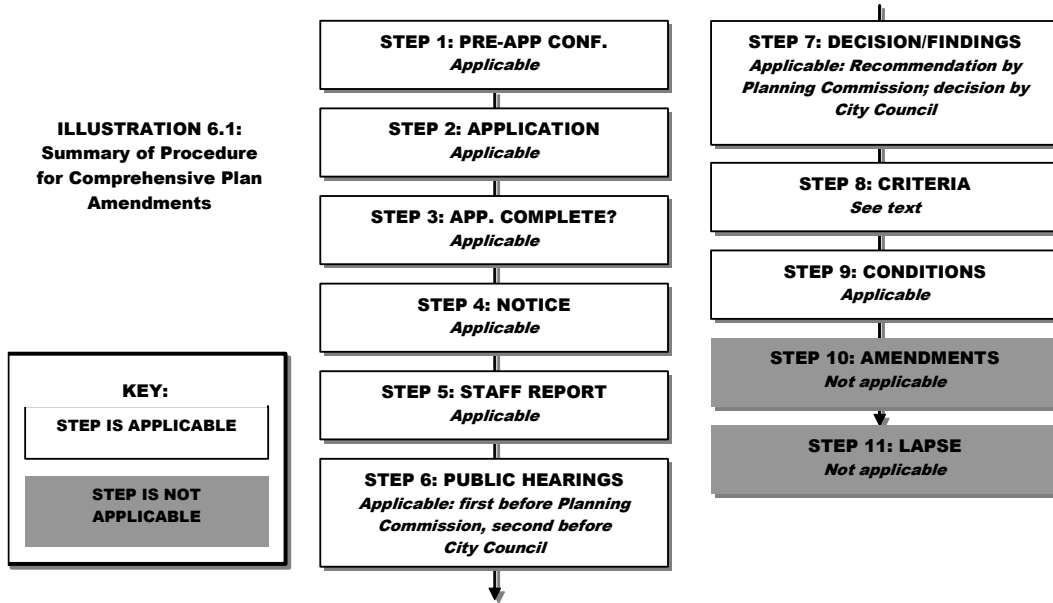 ILLUSTRATION 6.1:
Summary of Procedure
for Comprehensive Plan
Amendments
KEY:
STEP IS APPLICABLE
STEP IS NOT
APPLICABLE
STEP 1: PRE-APP CONF.
Applicable
STEP 2: APPLICATION
Applicable
STEP 3: APP. COMPLETE?
Applicable
STEP 4: NOTICE
Applicable
STEP 5: STAFF REPORT
Applicable
STEP 6: PUBLIC HEARINGS
Applicable: first before Planning
Commission, second before
City Council
STEP 7: DECISION/FINDINGS
Applicable: Recommendation by
Planning Commission; decision by
City Council
STEP 8: CRITERIA
See text
STEP 9: CONDITIONS
Applicable
STEP 10: AMENDMENTS
Not applicable
STEP 11: LAPSE
Not applicable